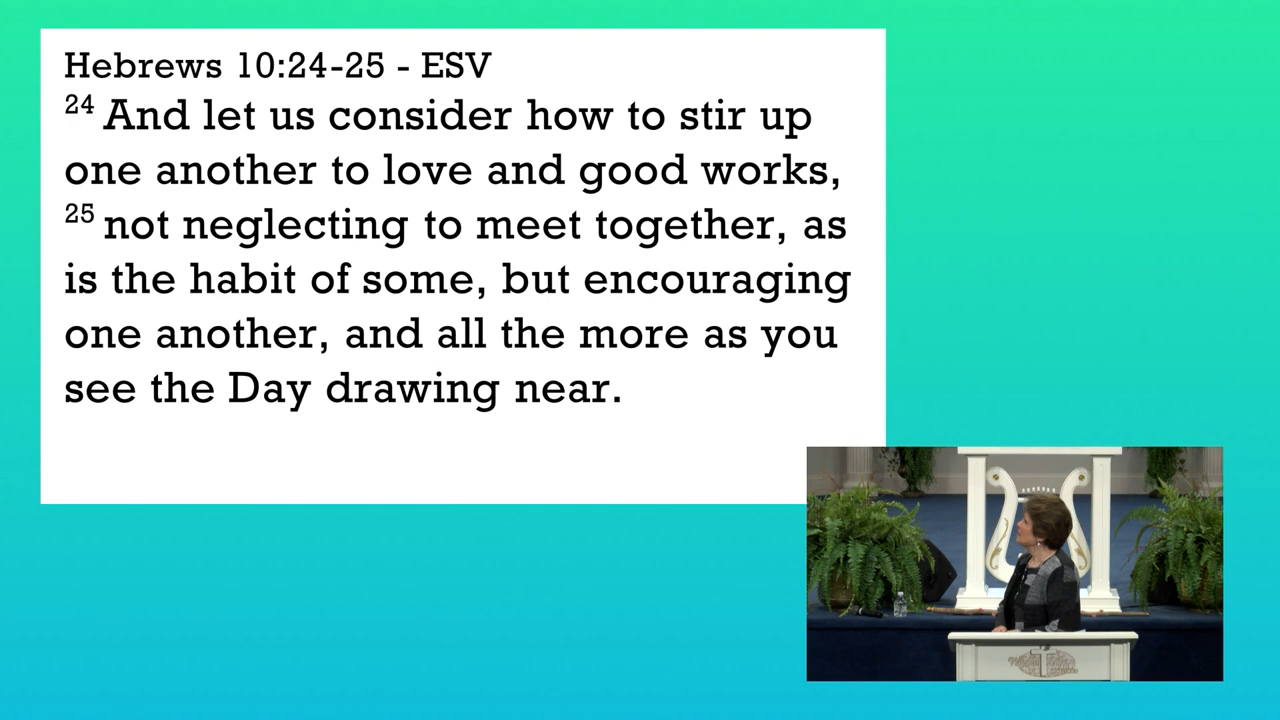 Hebrews 10:24-25 - ESV
24 And let us consider how to stir up
one another to love and good works,
25 not neglecting to meet together, as
is the habit of some, but encouraging
one another, and all the more as you
see the Day drawing near.